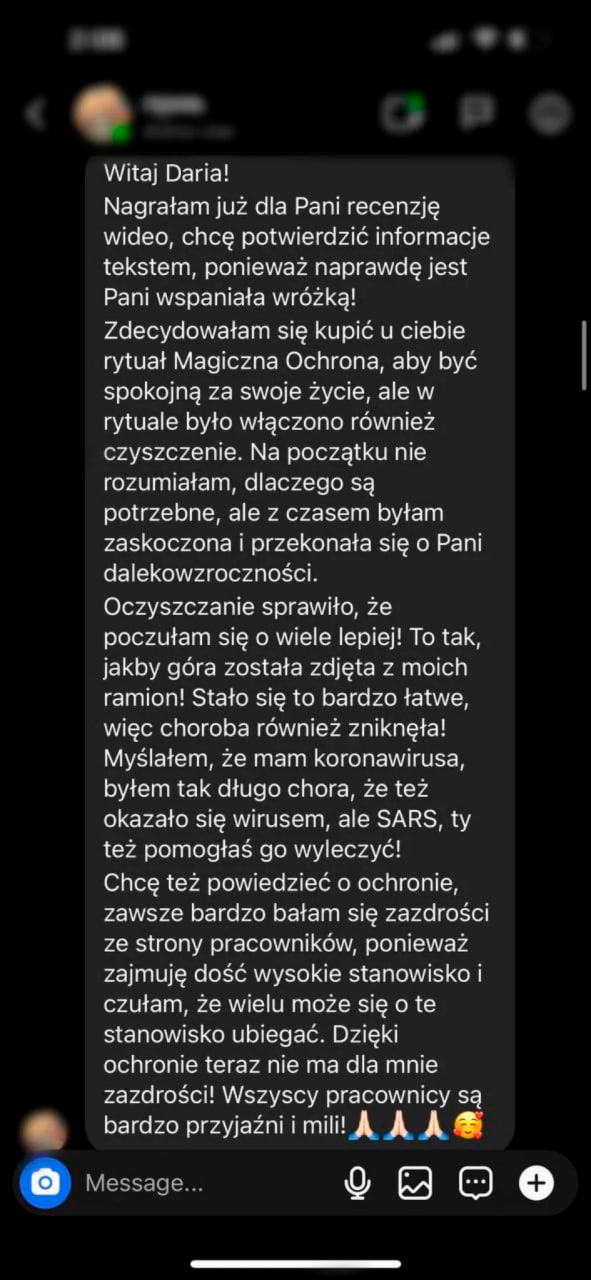 Witaj Daria!
Nagrałam już dla Pani recenzję
wideo, chcę potwierdzić informacje
tekstem, ponieważ naprawdę jest
Pani wspaniała wróżką!
Zdecydowałam się kupić u ciebie
rytuał Magiczna Ochrona, aby być
spokojną za swoje życie, ale w
rytuale było włączono również
czyszczenie. Na początku nie
rozumiałam, dlaczego są
potrzebne, ale z czasem byłam
zaskoczona i przekonała się o Pani
dalekowzroczności.
Oczyszczanie sprawiło, że
poczułam się o wiele lepiej! To tak,
jakby góra została zdjęta z moich
ramion! Stało się to bardzo łatwe,
więc choroba również zniknęła!
Myślałem, że mam koronawirusa,
byłem tak długo chora, że też
okazało się wirusem, ale SARS, ty
też pomogłaś go wyleczyć!
Chcę też powiedzieć o ochronie,
zawsze bardzo bałam się zazdrości
ze strony pracowników, ponieważ
zajmuję dość wysokie stanowisko i
czułam, że wielu może się o te
stanowisko ubiegać. Dzięki
ochronie teraz nie ma dla mnie
zazdrości! Wszyscy pracownicy są
bardzo przyjaźni i mili!🙏🏻🙏🏻🙏🏻🥰
Message...